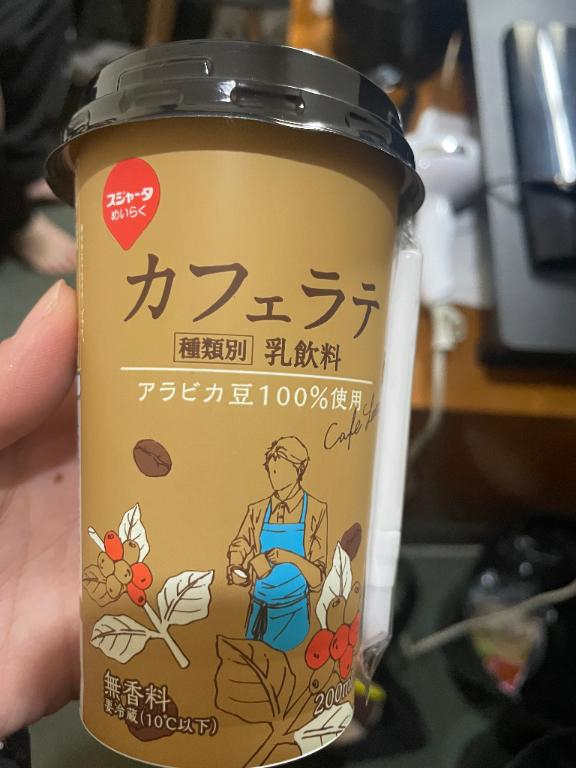 スジャータ
めいらく
カフェラテ
種類別 乳飲料
アラビカ豆100%使用
Cafe
無香料
要冷蔵(10℃以下)